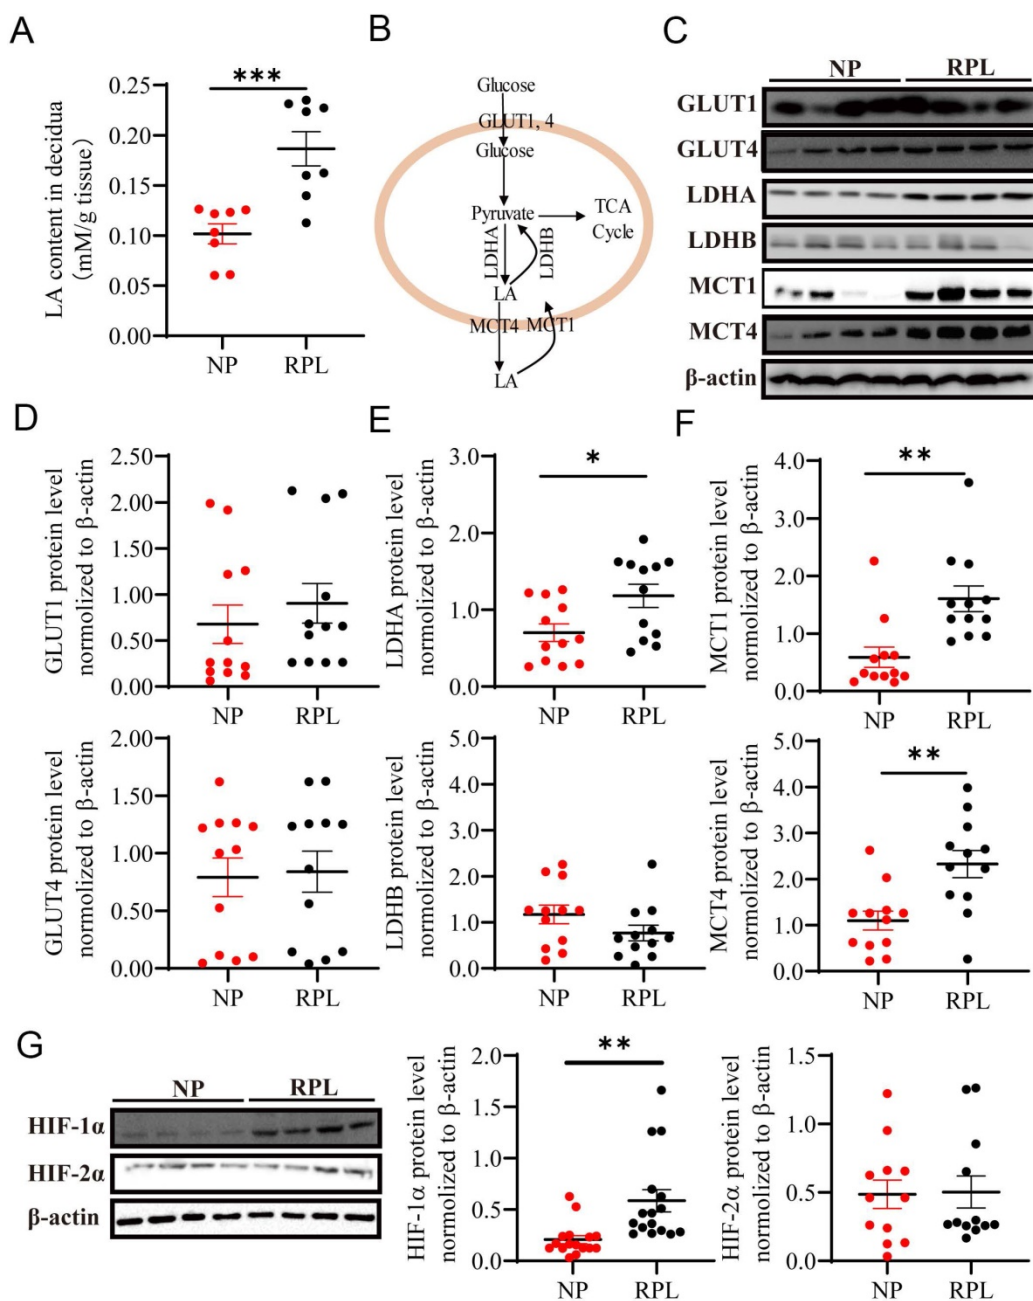 A
LA content in decidua
(mM/g tissue)
***
0.25
0.20
0.15
0.10
0.05
0.00
NP
RPL
B
Glucose
GLUT1, 4
Glucose
Pyruvate
TCA
Cycle
LDHA
LDHB
LA
MCT4
MCT1
LA
C
NP
RPL
GLUT1
GLUT4
LDHA
LDHB
MCT1
MCT4
β-actin
D
GLUT1 protein level
normolized to β-actin
2.50
2.00
1.50
1.00
0.50
0.00
NP
RPL
GLUT4 protein level
normolized to β-actin
2.00
1.50
1.00
0.50
0.00
NP
RPL
E
LDHA protein level
normolized to β-actin
*
3.0
2.0
1.0
0.0
NP
RPL
LDHB protein level
normolized to β-actin
5.0
4.0
3.0
2.0
1.0
0.0
NP
RPL
F
MCT1 protein level
normolized to β-actin
**
4.0
3.0
2.0
1.0
0.0
NP
RPL
MCT4 protein level
normolized to β-actin
**
5.0
4.0
3.0
2.0
1.0
0.0
NP
RPL
G
NP
RPL
HIF-1α
HIF-2α
β-actin
HIF-1α protein level
normolized to β-actin
**
2.0
1.5
1.0
0.5
0.0
NP
RPL
HIF-2α protein level
normolized to β-actin
1.5
1.0
0.5
0.0
NP
RPL